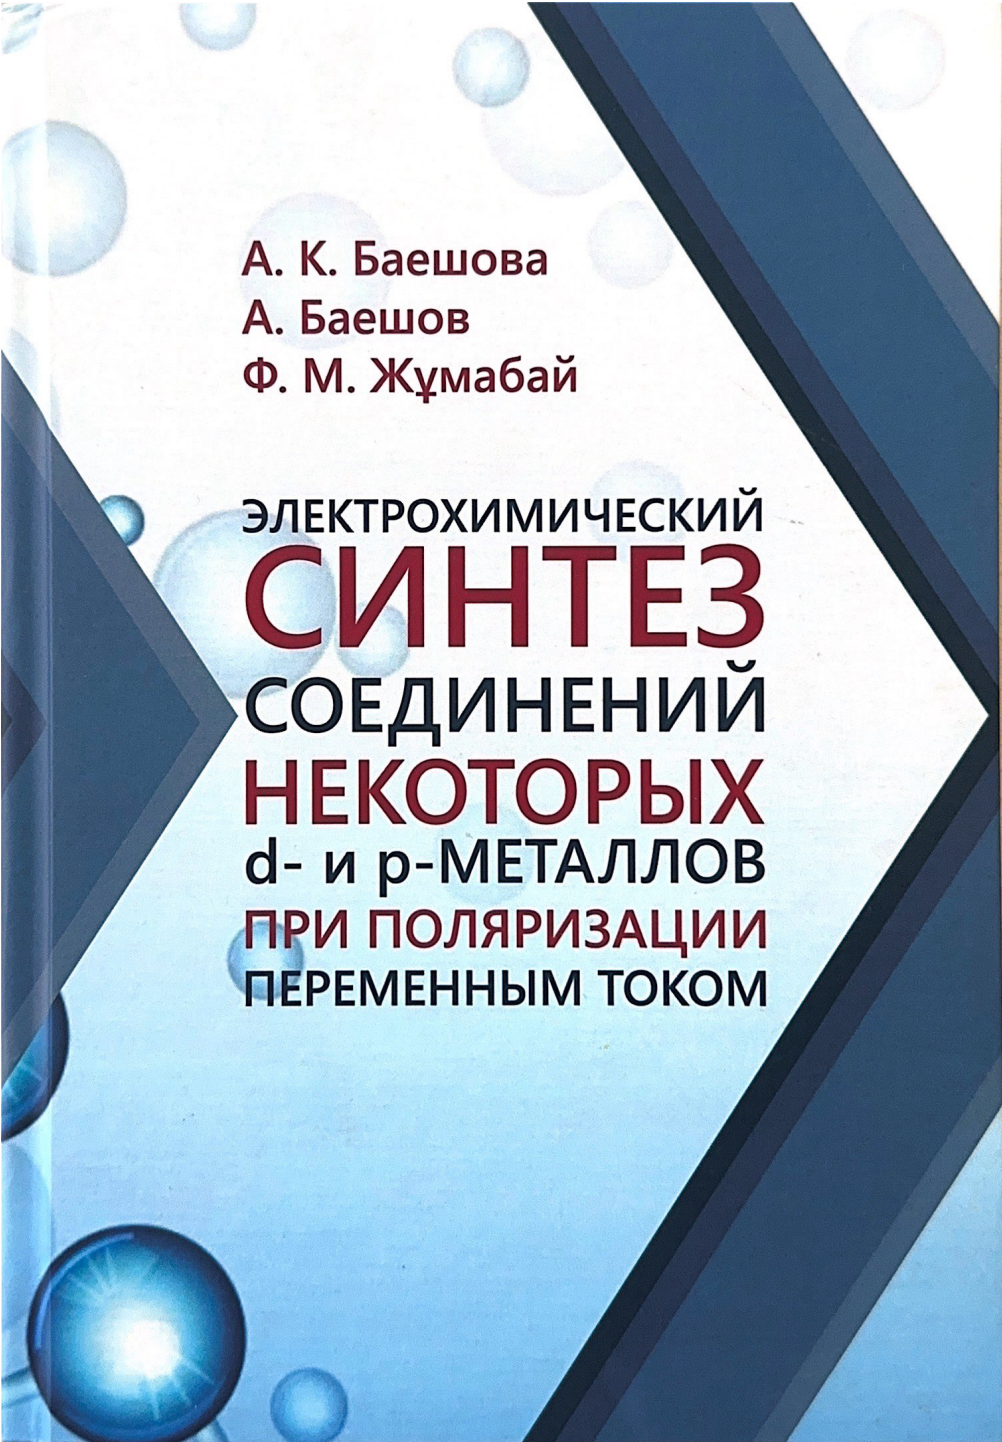 А. К. Баешова
А. Баешов
Ф. М. Жұмабай
ЭЛЕКТРОХИМИЧЕСКИЙ
СИНТЕЗ
СОЕДИНЕНИЙ
НЕКОТОРЫХ
d- и p-МЕТАЛЛОВ
ПРИ ПОЛЯРИЗАЦИИ
ПЕРЕМЕННЫМ ТОКОМ